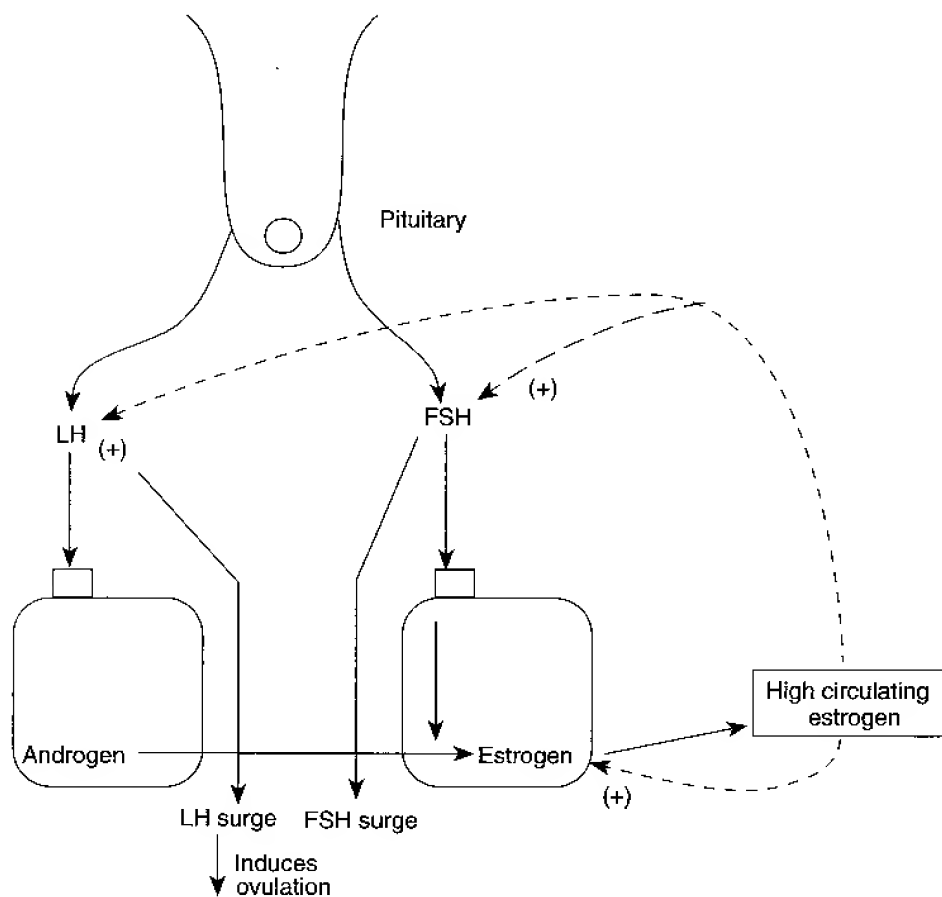 Pituitary
(+)
FSH
LH
(+)
High circulating
estrogen
Androgen
Estrogen
(+)
LH surge
FSH surge
Induces
ovulation